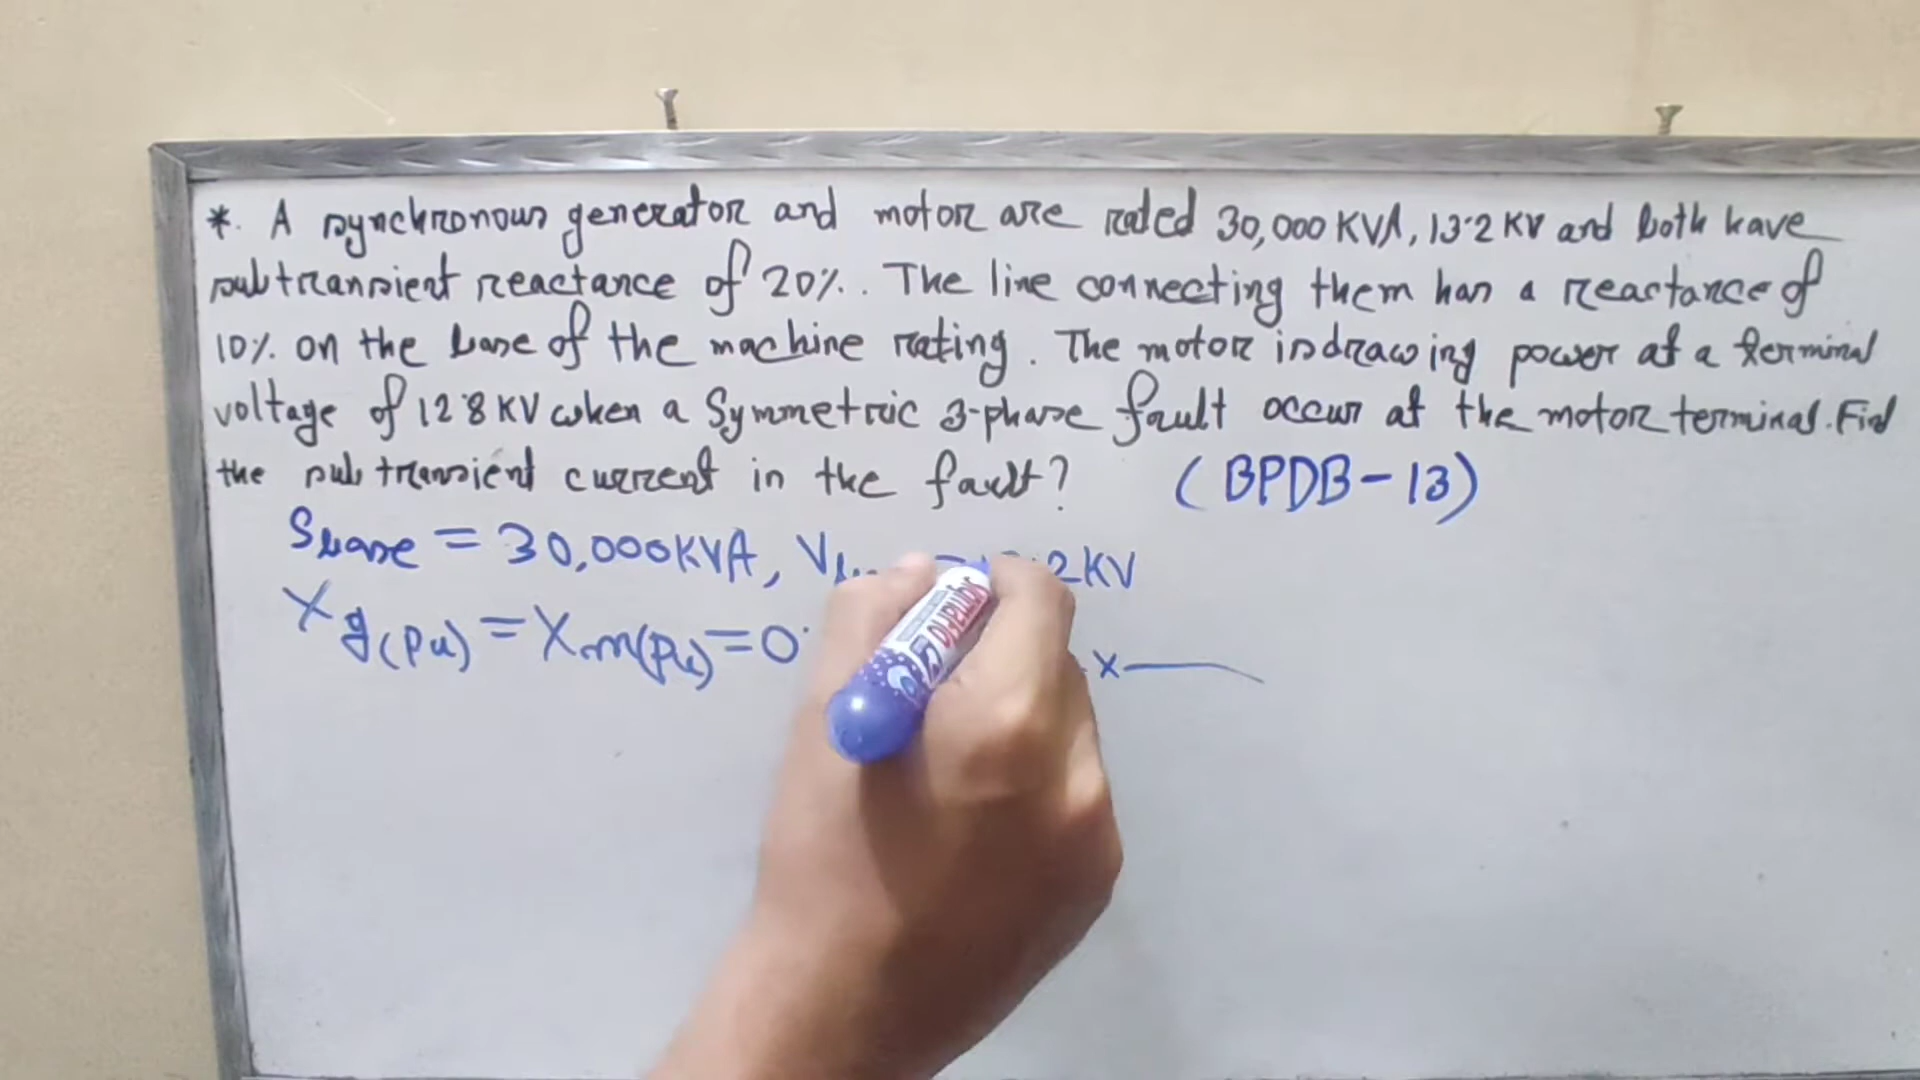 *. A synchronous generator and motor are rated 30,000 KVA, 13.2 KV and both have
subtransient reactance of 20%. The line connecting them has a reactance of
10% on the base of the machine rating. The motor is drawing power at a terminal
voltage of 12.8 KV when a Symmetric 3-phase fault occur at the motor terminal. Find
the subtransient current in the fault? (BPDB-13)
Sbase = 30,000KVA, V 2KV
Xg(Pu) = Xm(Pu) = 0. x